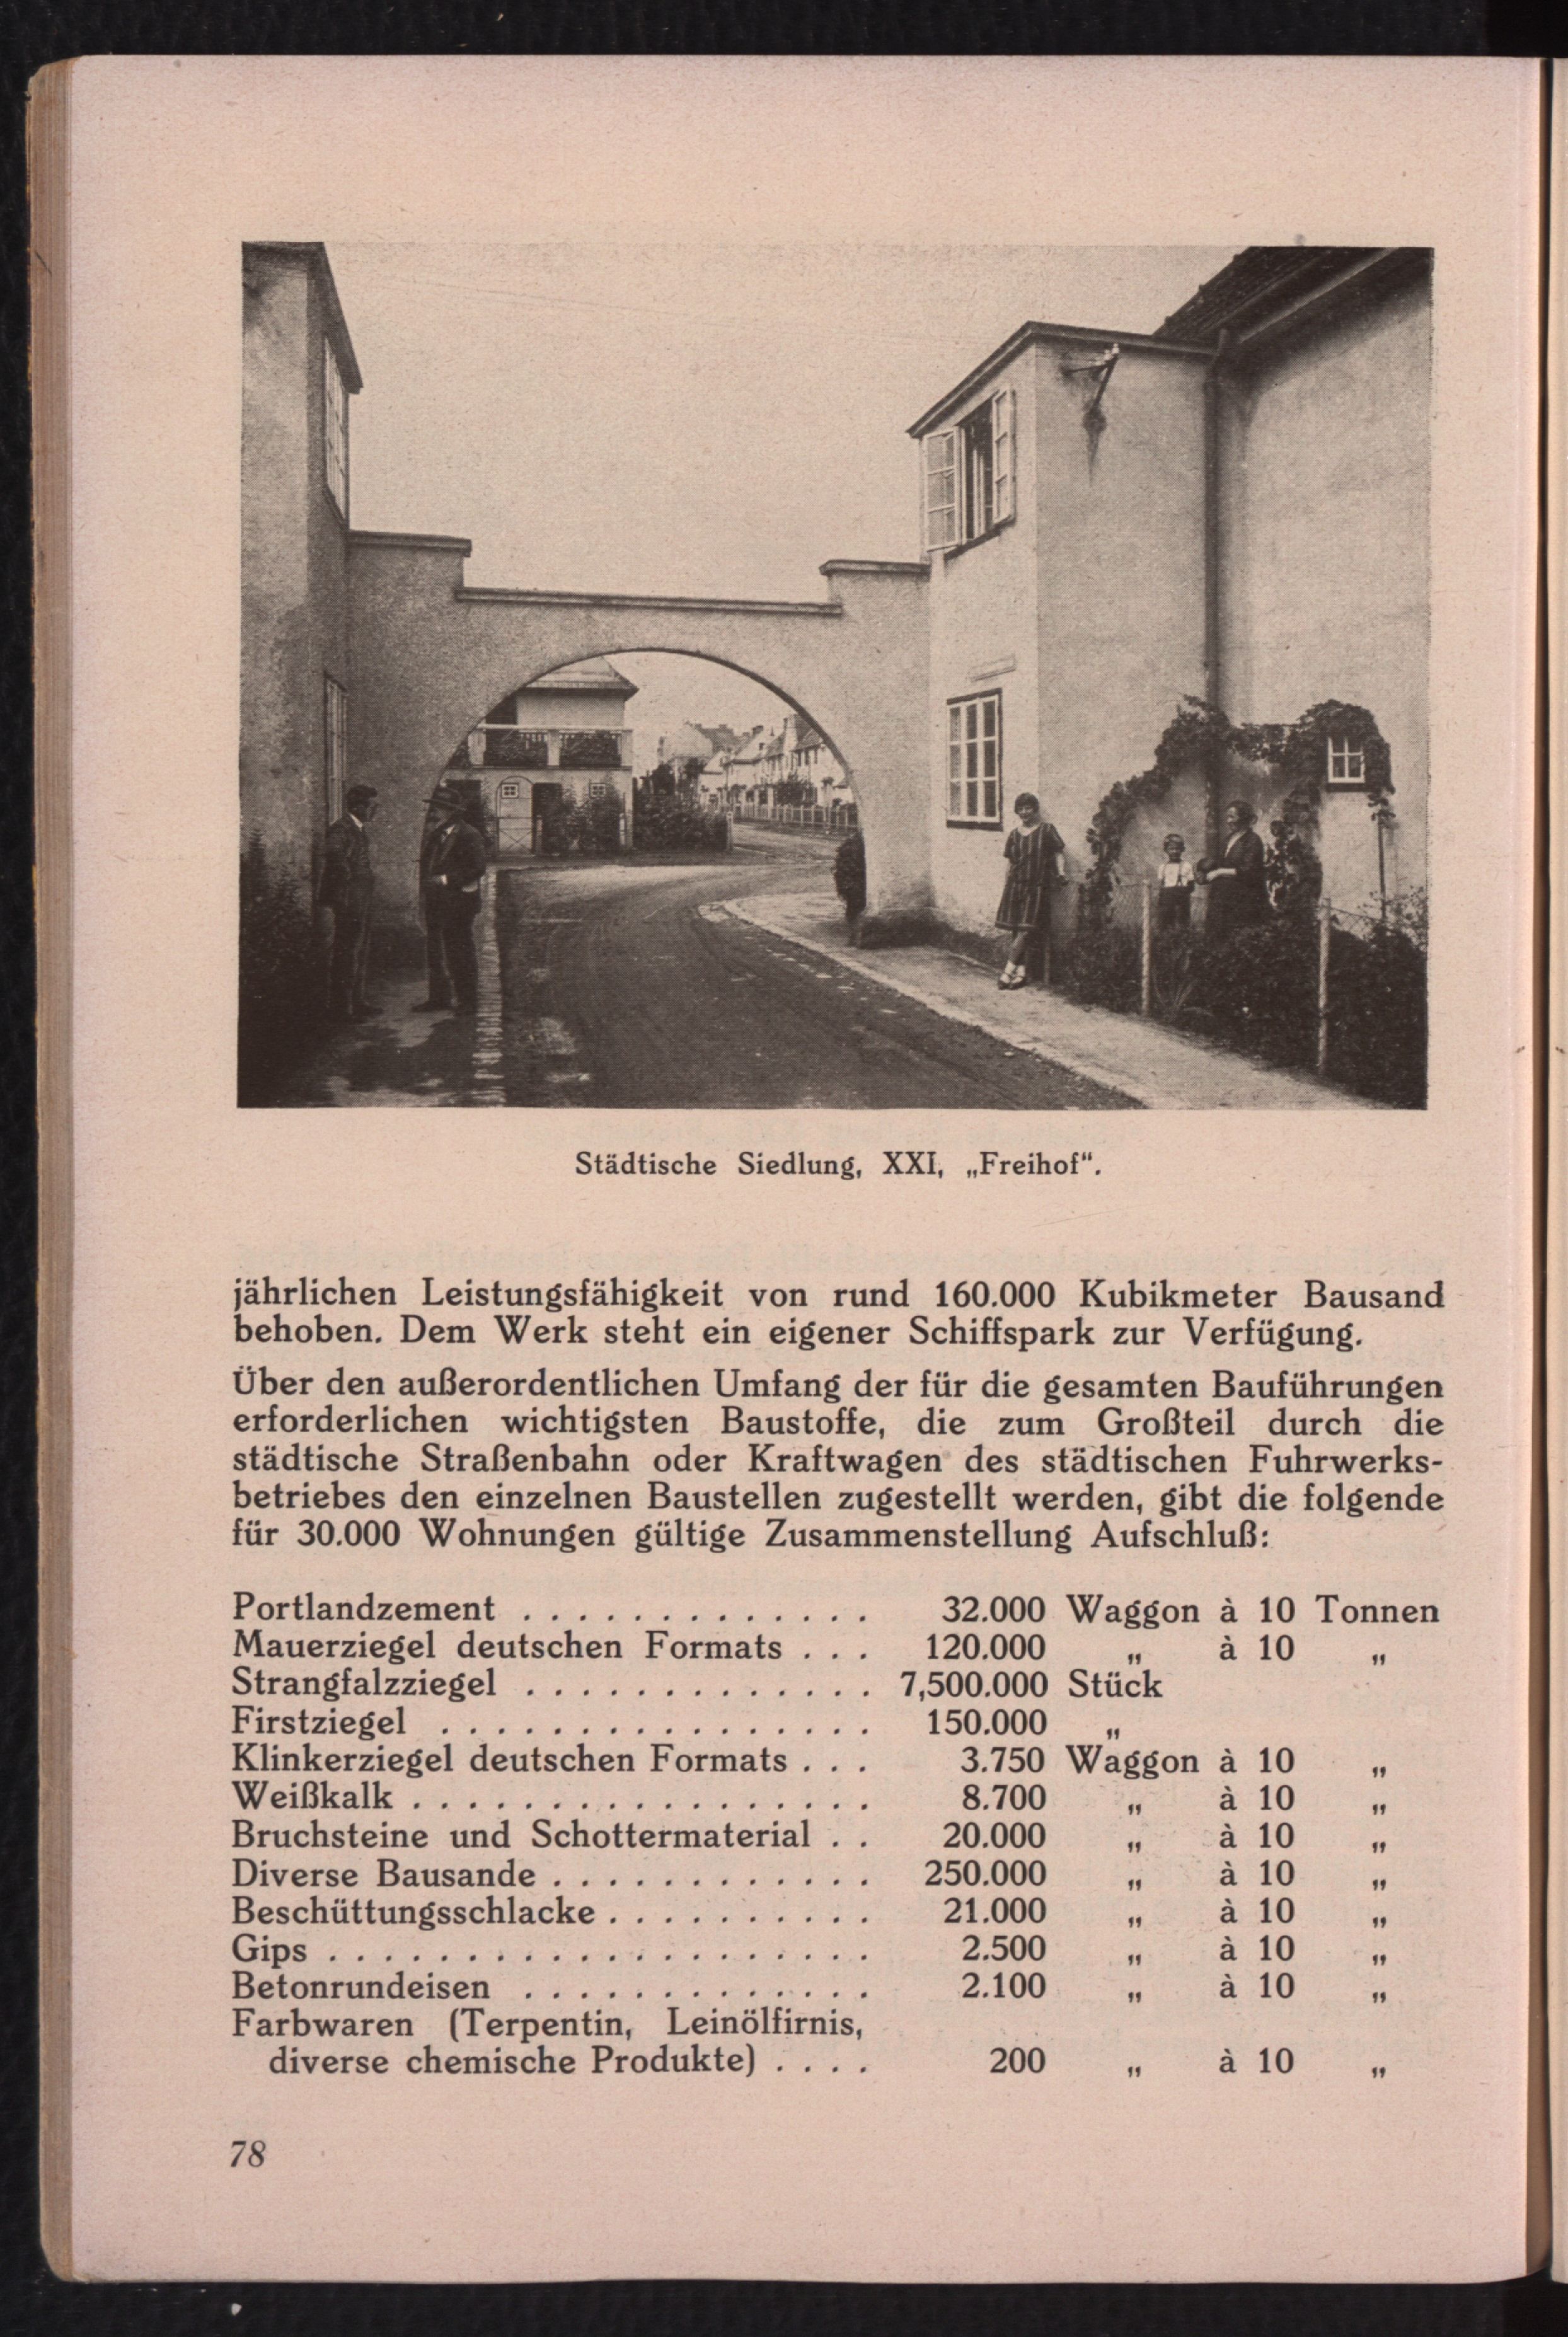 Städtische Siedlung, XXI, „Freihof“.
jährlichen Leistungsfähigkeit von rund 160.000 Kubikmeter Bausand
behoben. Dem Werk steht ein eigener Schiffspark zur Verfügung.
Über den außerordentlichen Umfang der für die gesamten Bauführungen
erforderlichen wichtigsten Baustoffe, die zum Großteil durch die
städtische Straßenbahn oder Kraftwagen des städtischen Fuhrwerks-
betriebes den einzelnen Baustellen zugestellt werden, gibt die folgende
für 30.000 Wohnungen gültige Zusammenstellung Aufschluß:
Portlandzement . . . . . . . . . . . . . 32.000 Waggon à 10 Tonnen
Mauerziegel deutschen Formats . . . 120.000 „ à 10 „
Strangfalzziegel . . . . . . . . . . . . . 7,500.000 Stück
Firstziegel . . . . . . . . . . . . . . . . 150.000 „
Klinkerziegel deutschen Formats . . . 3.750 Waggon à 10 „
Weißkalk . . . . . . . . . . . . . . . . . 8.700 „ à 10 „
Bruchsteine und Schottermaterial . . 20.000 „ à 10 „
Diverse Bausande . . . . . . . . . . . . 250.000 „ à 10 „
Beschüttungsschlacke . . . . . . . . . . 21.000 „ à 10 „
Gips . . . . . . . . . . . . . . . . . . . . 2.500 „ à 10 „
Betonrundeisen . . . . . . . . . . . . . 2.100 „ à 10 „
Farbwaren (Terpentin, Leinölfirnis,
diverse chemische Produkte) . . . . 200 „ à 10 „
78